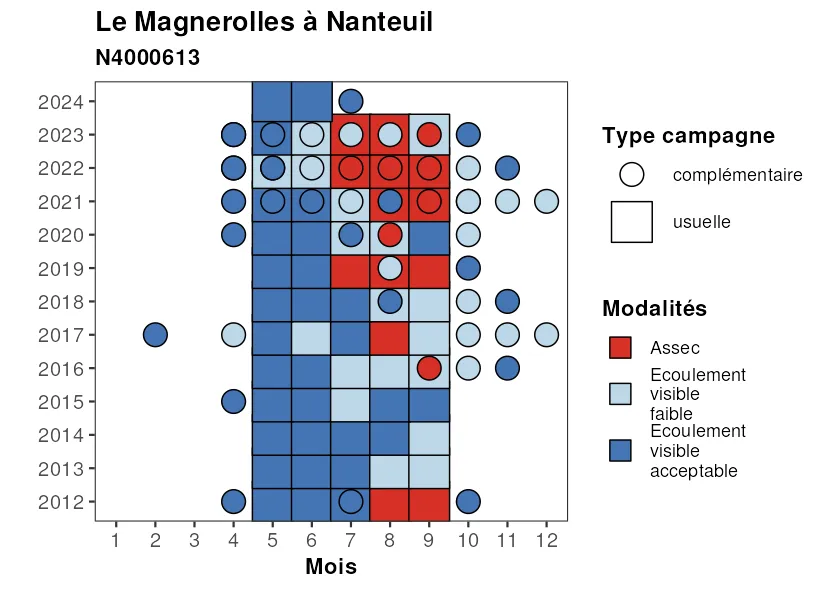 Le Magnerolles à Nanteuil
N4000613
2024
2023
2022
2021
2020
2019
2018
2017
2016
2015
2014
2013
2012
1 2 3 4 5 6 7 8 9 10 11 12
Mois
Type campagne
complémentaire
usuelle
Modalités
Assec
Ecoulement
visible
faible
Ecoulement
visible
acceptable